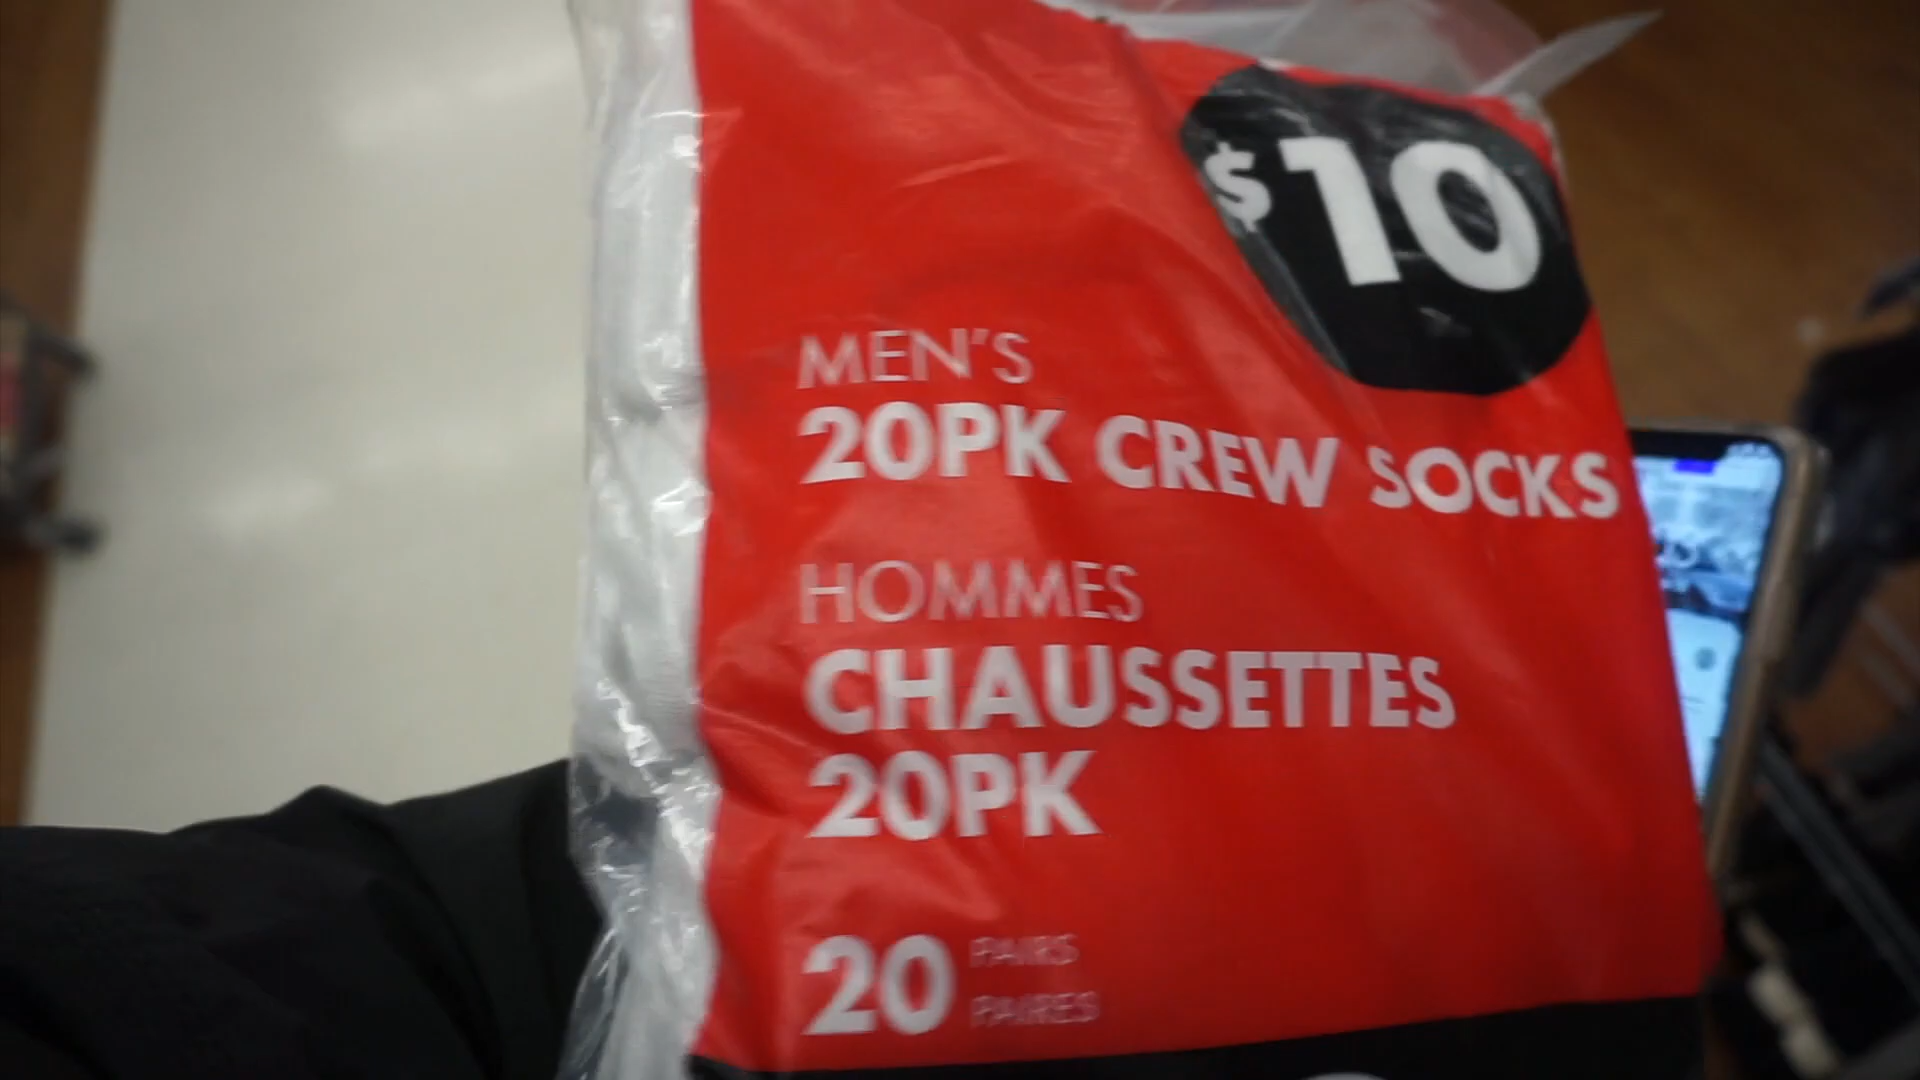 $10
MEN'S
20PK CREW SOCKS
HOMMES
CHAUSSETTES
20PK
20 PAIRS
PAIRES